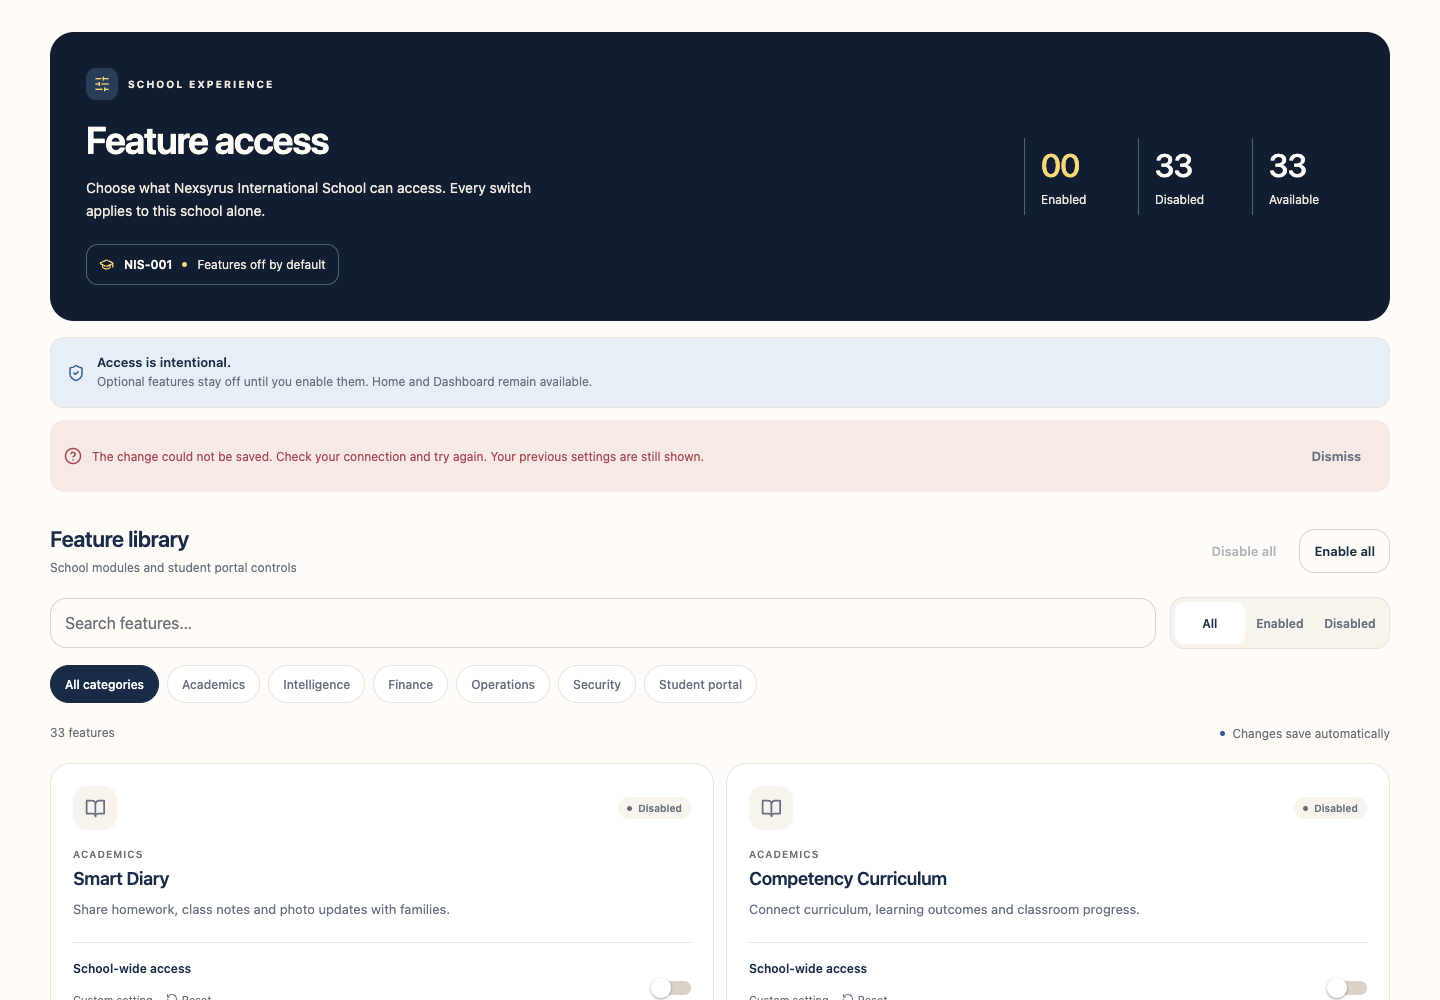 SCHOOL EXPERIENCE
Feature access
Choose what Nexsyrus International School can access. Every switch
applies to this school alone.
NIS-001 • Features off by default
00
Enabled
33
Disabled
33
Available
Access is intentional.
Optional features stay off until you enable them. Home and Dashboard remain available.
The change could not be saved. Check your connection and try again. Your previous settings are still shown.
Dismiss
Feature library
School modules and student portal controls
Disable all
Enable all
Search features...
All
Enabled
Disabled
All categories
Academics
Intelligence
Finance
Operations
Security
Student portal
33 features
• Changes save automatically
• Disabled
ACADEMICS
Smart Diary
Share homework, class notes and photo updates with families.
School-wide access
Custom setting
Reset
• Disabled
ACADEMICS
Competency Curriculum
Connect curriculum, learning outcomes and classroom progress.
School-wide access
Custom setting
Reset